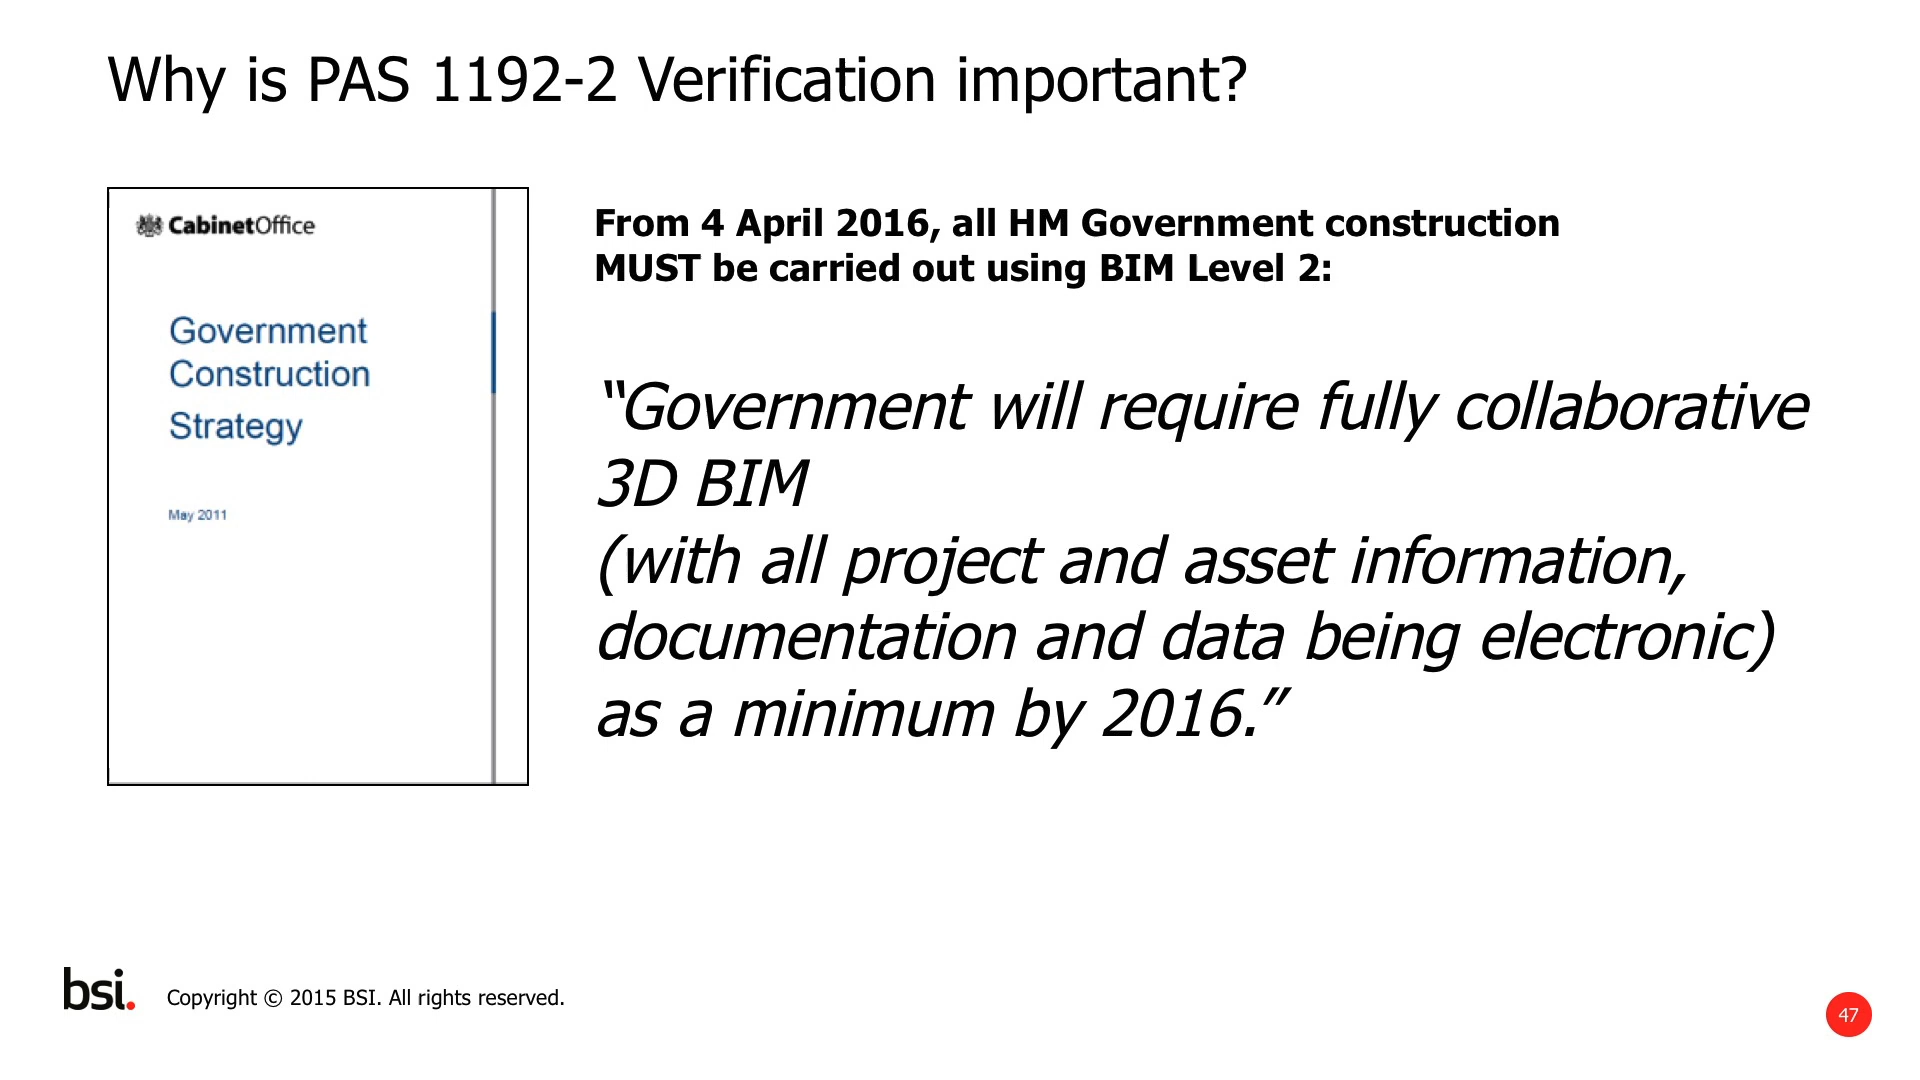 Why is PAS 1192-2 Verification important?
CabinetOffice
Government
Construction
Strategy
May 2011
From 4 April 2016, all HM Government construction
MUST be carried out using BIM Level 2:
“Government will require fully collaborative
3D BIM
(with all project and asset information,
documentation and data being electronic)
as a minimum by 2016.”
bsi.
Copyright © 2015 BSI. All rights reserved.
47